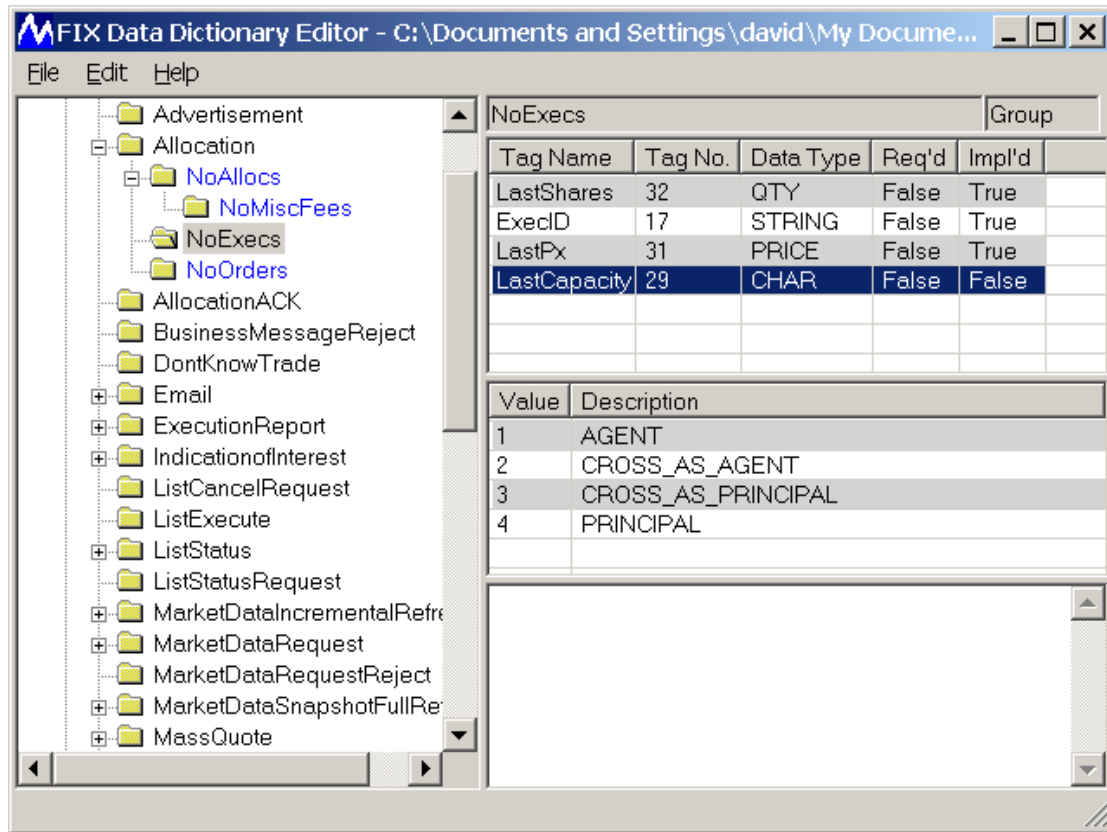 FIX Data Dictionary Editor - C:\Documents and Settings\david\My Docume...
File Edit Help
Advertisement
Allocation
NoAllocs
NoMiscFees
NoExecs
NoOrders
AllocationACK
BusinessMessageReject
DontKnowTrade
Email
ExecutionReport
IndicationofInterest
ListCancelRequest
ListExecute
ListStatus
ListStatusRequest
MarketDataIncrementalRefre
MarketDataRequest
MarketDataRequestReject
MarketDataSnapshotFullRe
MassQuote
NoExecs Group
Tag Name Tag No. Data Type Req'd Impl'd
LastShares 32 QTY False True
ExecID 17 STRING False True
LastPx 31 PRICE False True
LastCapacity 29 CHAR False False
Value Description
1 AGENT
2 CROSS_AS_AGENT
3 CROSS_AS_PRINCIPAL
4 PRINCIPAL